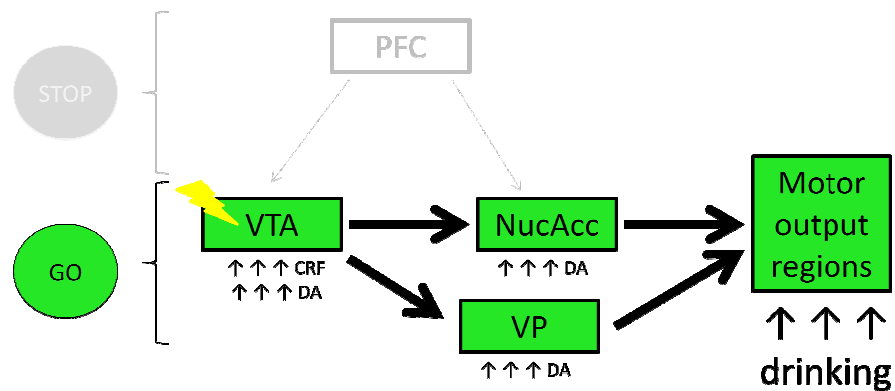 PFC
STOP
GO
VTA
↑ ↑ ↑ CRF
↑ ↑ ↑ DA
NucAcc
↑ ↑ ↑ DA
VP
↑ ↑ ↑ DA
Motor
output
regions
↑ ↑ ↑
drinking